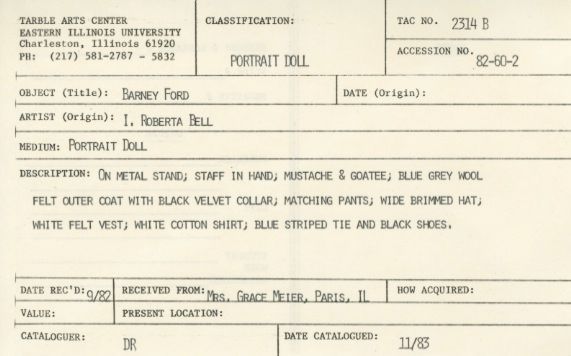 TARBLE ARTS CENTER
EASTERN ILLINOIS UNIVERSITY
Charleston, Illinois 61920
PH: (217) 581-2787 - 5832
CLASSIFICATION:
PORTRAIT DOLL
TAC NO. 2314 B
ACCESSION NO.
82-60-2
OBJECT (Title): BARNEY FORD
DATE (Origin):
ARTIST (Origin): I. ROBERTA BELL
MEDIUM: PORTRAIT DOLL
DESCRIPTION: ON METAL STAND; STAFF IN HAND; MUSTACHE & GOATEE; BLUE GREY WOOL
FELT OUTER COAT WITH BLACK VELVET COLLAR; MATCHING PANTS; WIDE BRIMMED HAT;
WHITE FELT VEST; WHITE COTTON SHIRT; BLUE STRIPED TIE AND BLACK SHOES.
DATE REC'D: 9/82
RECEIVED FROM: MRS. GRACE MEIER, PARIS, IL
HOW ACQUIRED:
VALUE:
PRESENT LOCATION:
CATALOGUER: DR
DATE CATALOGUED: 11/83